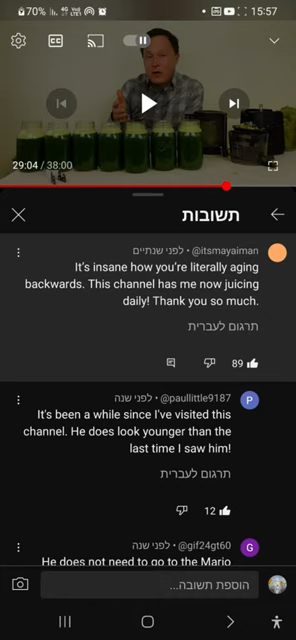 70%
4G
LTE1
15:57
CC
29:04 / 38:00
תשובות
@itsmayaiman • לפני שנתיים
It's insane how you're literally aging
backwards. This channel has me now juicing
daily! Thank you so much.
תרגום לעברית
89
P
@paullittle9187 • לפני שנה
It's been a while since I've visited this
channel. He does look younger than the
last time I saw him!
תרגום לעברית
12
G
@gif24gt60 • לפני שנה
He does not need to go to the Mario
הוספת תשובה...